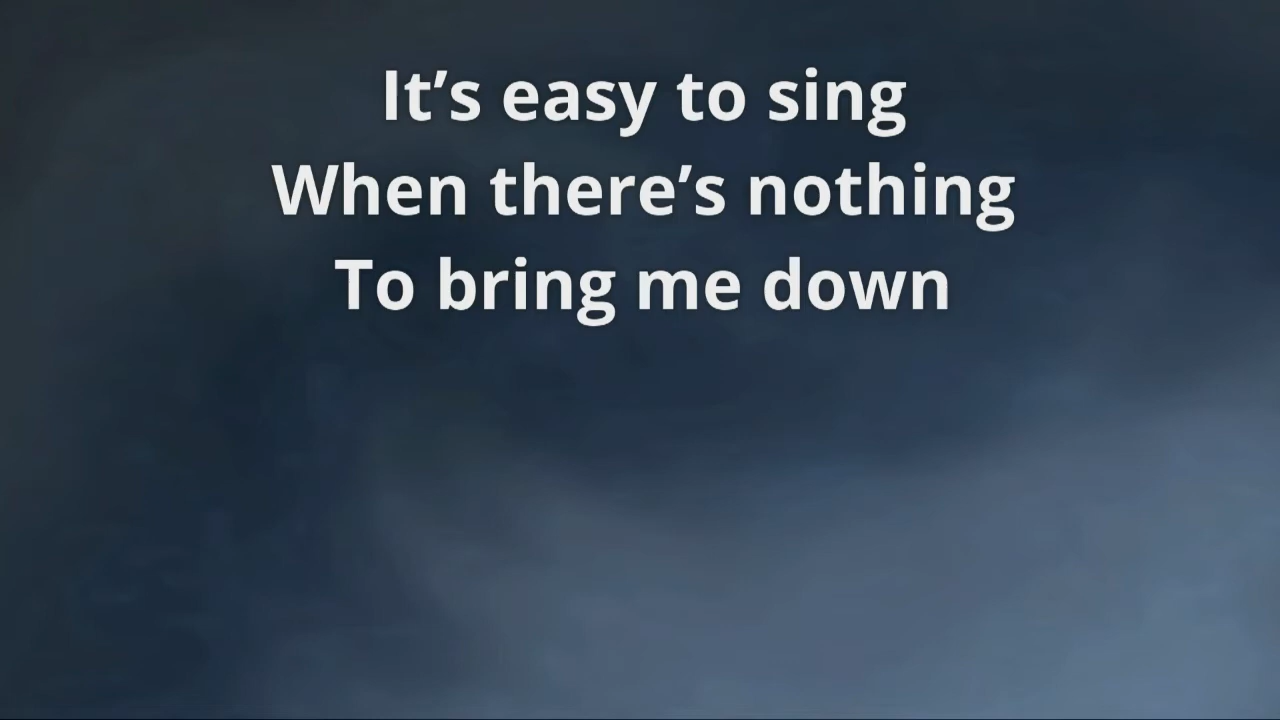 It’s easy to sing
When there’s nothing
To bring me down